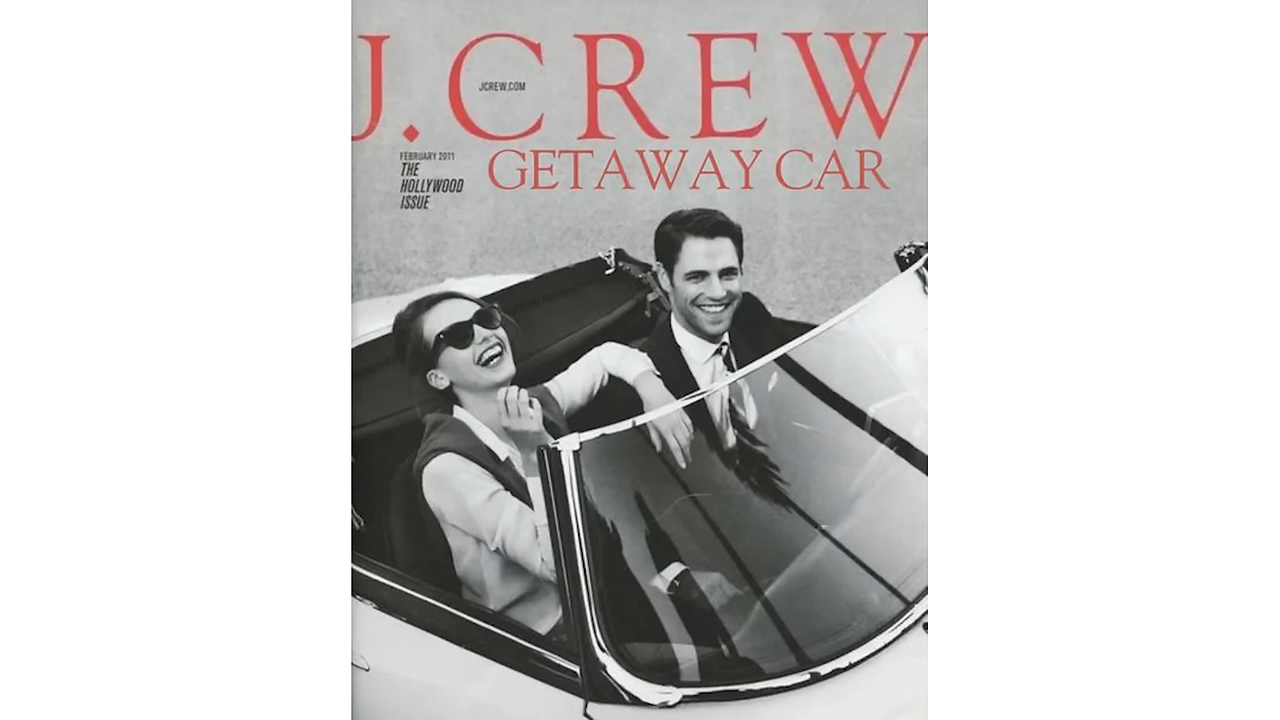 J.CREW
JCREW.COM
FEBRUARY 2011
THE
HOLLYWOOD
ISSUE
GETAWAY CAR